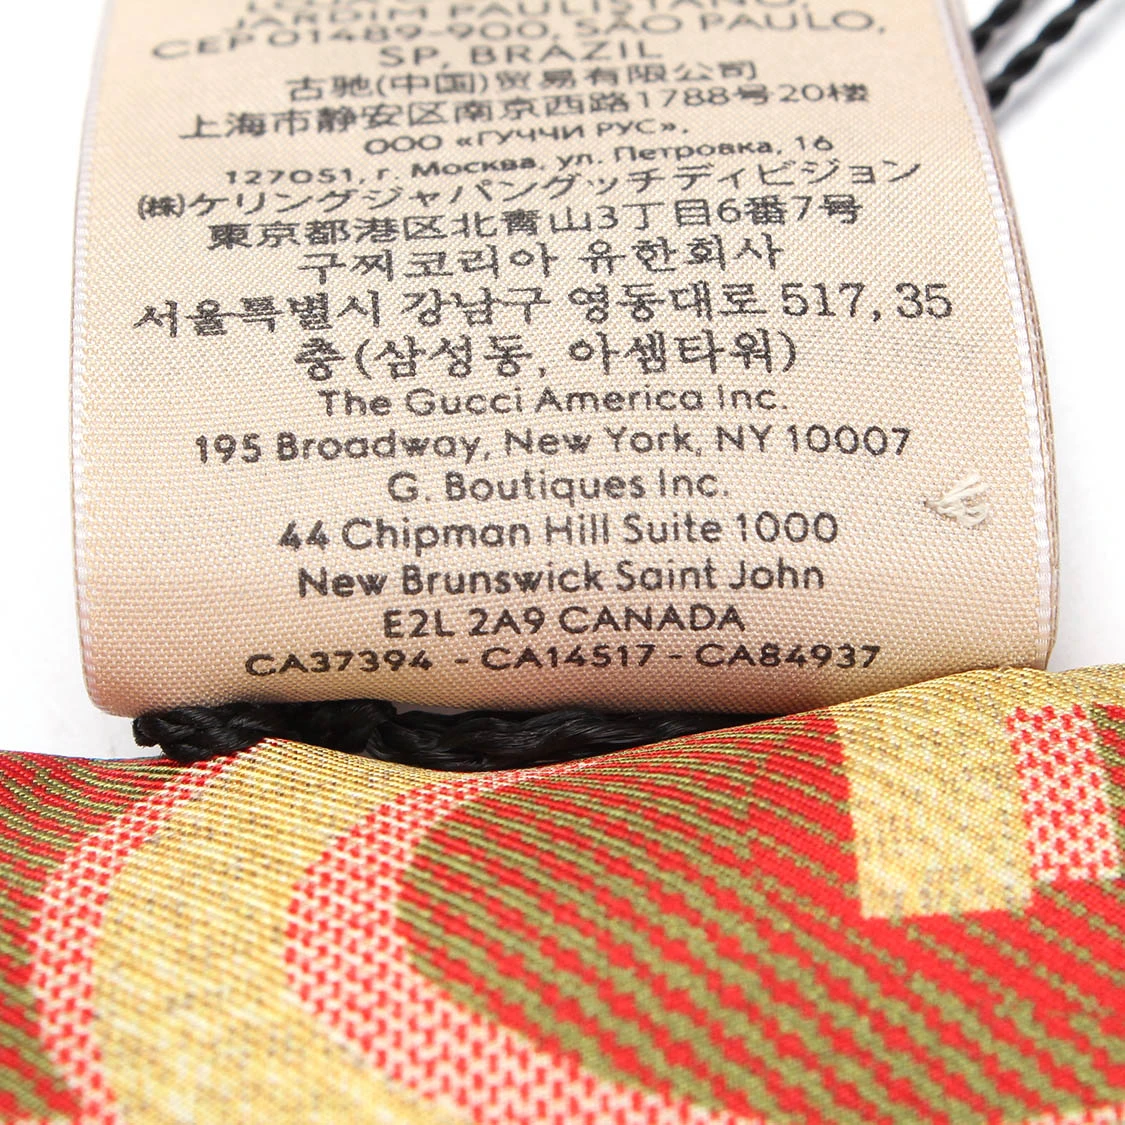 JARDIM PAULISTANO,
CEP 01489-900, SÃO PAULO,
SP, BRAZIL
古驰(中国)贸易有限公司
上海市静安区南京西路1788号20楼
ООО «ГУЧЧИ РУС».
127051, г. Москва, ул. Петровка, 16
(株)ケリングジャパングッチディビジョン
東京都港区北青山3丁目6番7号
구찌코리아 유한회사
서울특별시 강남구 영동대로 517, 35
층(삼성동, 아셈타워)
The Gucci America Inc.
195 Broadway, New York, NY 10007
G. Boutiques Inc.
44 Chipman Hill Suite 1000
New Brunswick Saint John
E2L 2A9 CANADA
CA37394 - CA14517 - CA84937